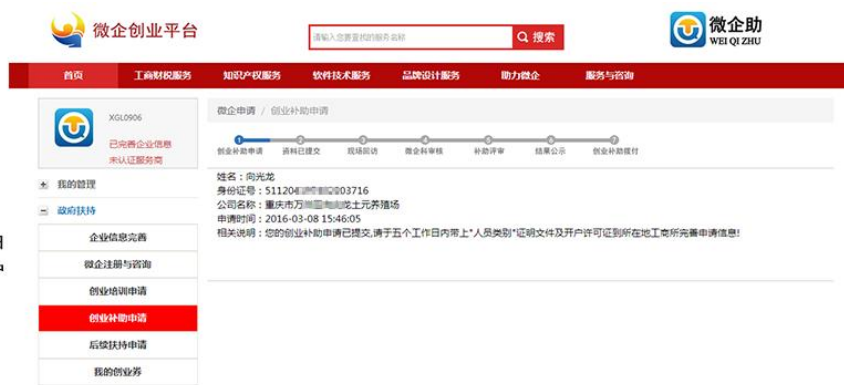 微企创业平台
请输入您要查找的服务名称
搜索
微企助
WEI QI ZHU
首页 工商财税服务 知识产权服务 软件技术服务 品牌设计服务 助力微企 服务与咨询
XGL0906
已完善企业信息
未认证服务商
我的管理
政府扶持
企业信息完善
微企注册与咨询
创业培训申请
创业补助申请
后续扶持申请
我的创业券
微企申请 / 创业补助申请
1 2 3 4 5 6 7
创业补助申请 资料已提交 现场回访 微企科审核 补助评审 结果公示 创业补助拨付
姓名：向光龙
身份证号：51120 03716
公司名称：重庆市万 龙土元养殖场
申请时间：2016-03-08 15:46:05
相关说明：您的创业补助申请已提交,请于五个工作日内带上"人员类别"证明文件及开户许可证到所在地工商所完善申请信息!